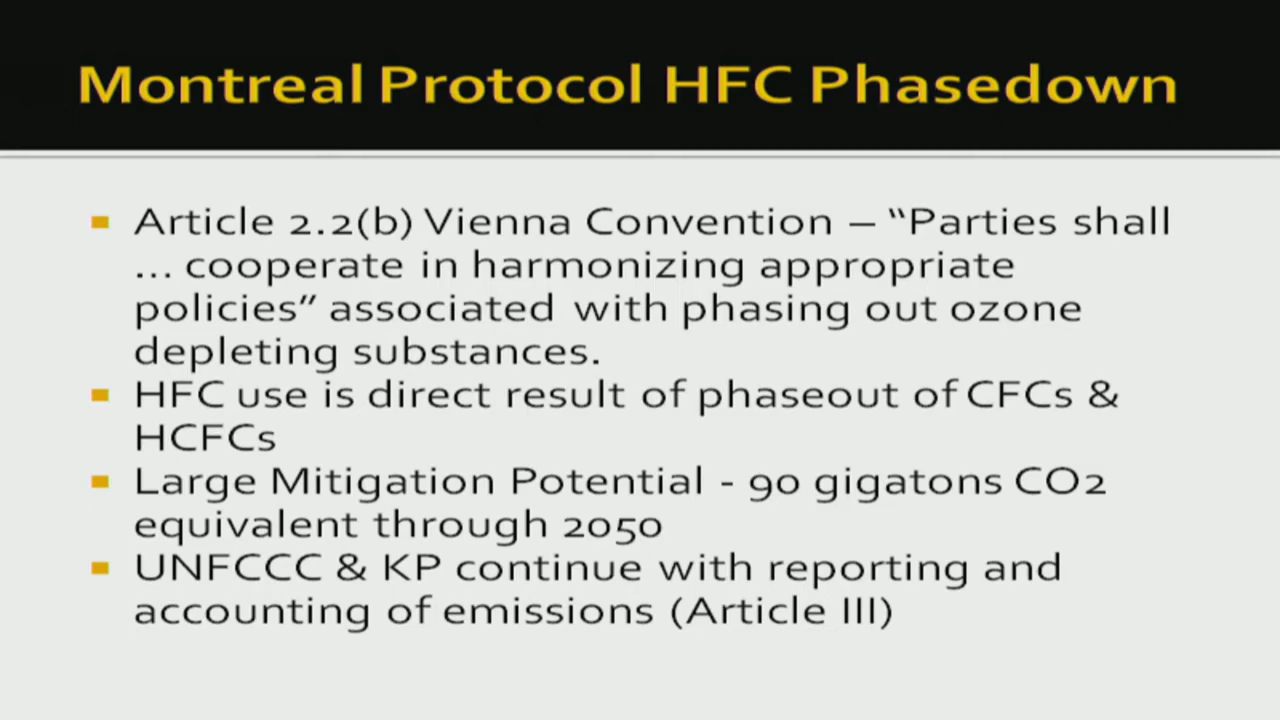 Montreal Protocol HFC Phasedown
Article 2.2(b) Vienna Convention – “Parties shall
... cooperate in harmonizing appropriate
policies” associated with phasing out ozone
depleting substances.
HFC use is direct result of phaseout of CFCs &
HCFCs
Large Mitigation Potential - 90 gigatons CO2
equivalent through 2050
UNFCCC & KP continue with reporting and
accounting of emissions (Article III)